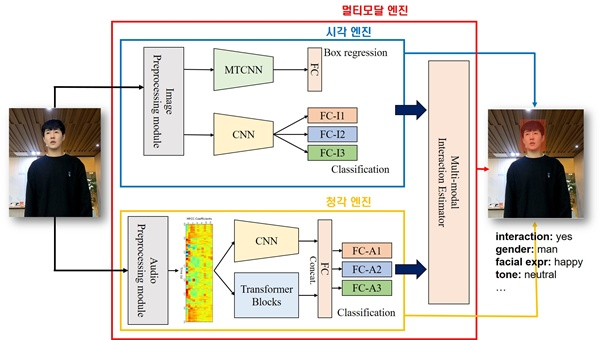 멀티모달 엔진
시각 엔진
Image
Preprocessing module
MTCNN
FC
Box regression
CNN
FC-I1
FC-I2
FC-I3
Classification
Multi-modal
Interaction Estimator
청각 엔진
Audio
Preprocessing module
MFCC Coefficients
CNN
Transformer
Blocks
FC
Concat.
FC-A1
FC-A2
FC-A3
Classification
interaction: yes
gender: man
facial expr: happy
tone: neutral
…